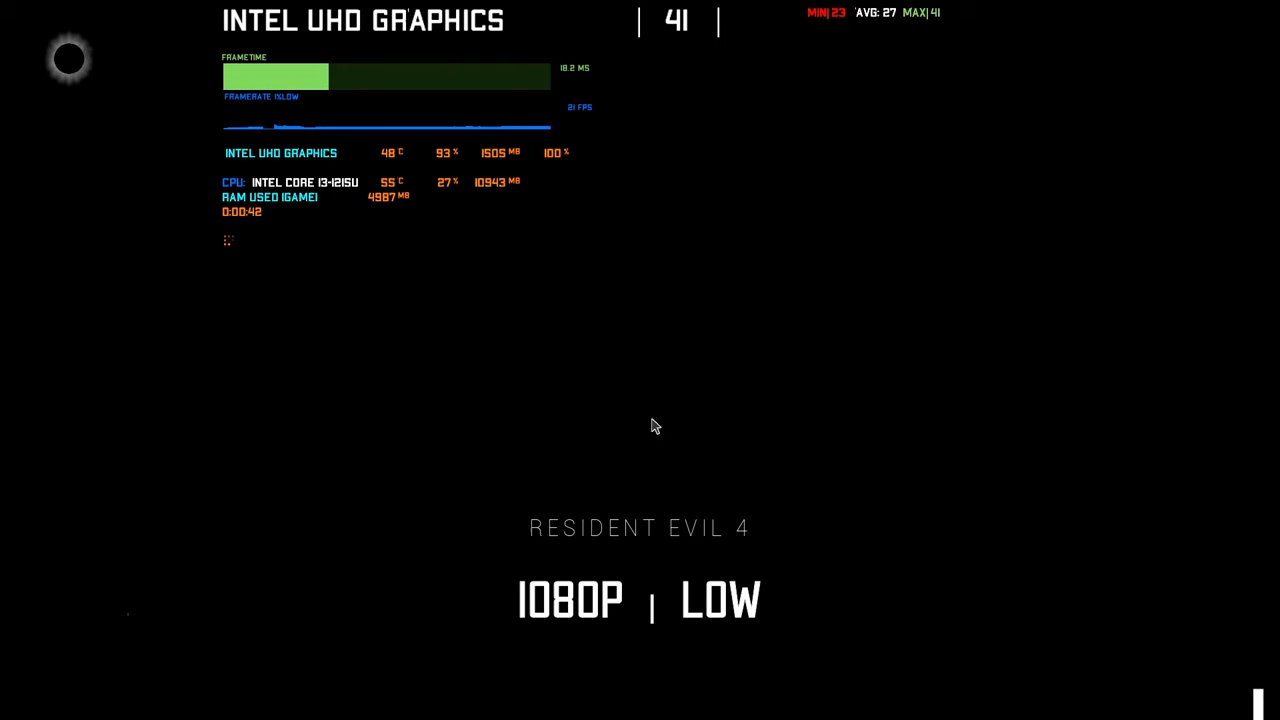 INTEL UHD GRAPHICS | 41 | MIN| 23 AVG: 27 MAX| 41
FRAMETIME
18.2 MS
FRAMERATE 1%LOW
21 FPS
INTEL UHD GRAPHICS 48 °C 93 % 1505 MB 100 %
CPU: INTEL CORE I3-1215U 55 °C 27 % 10943 MB
RAM USED |GAME| 4987 MB
0:00:42
RESIDENT EVIL 4
1080P | LOW